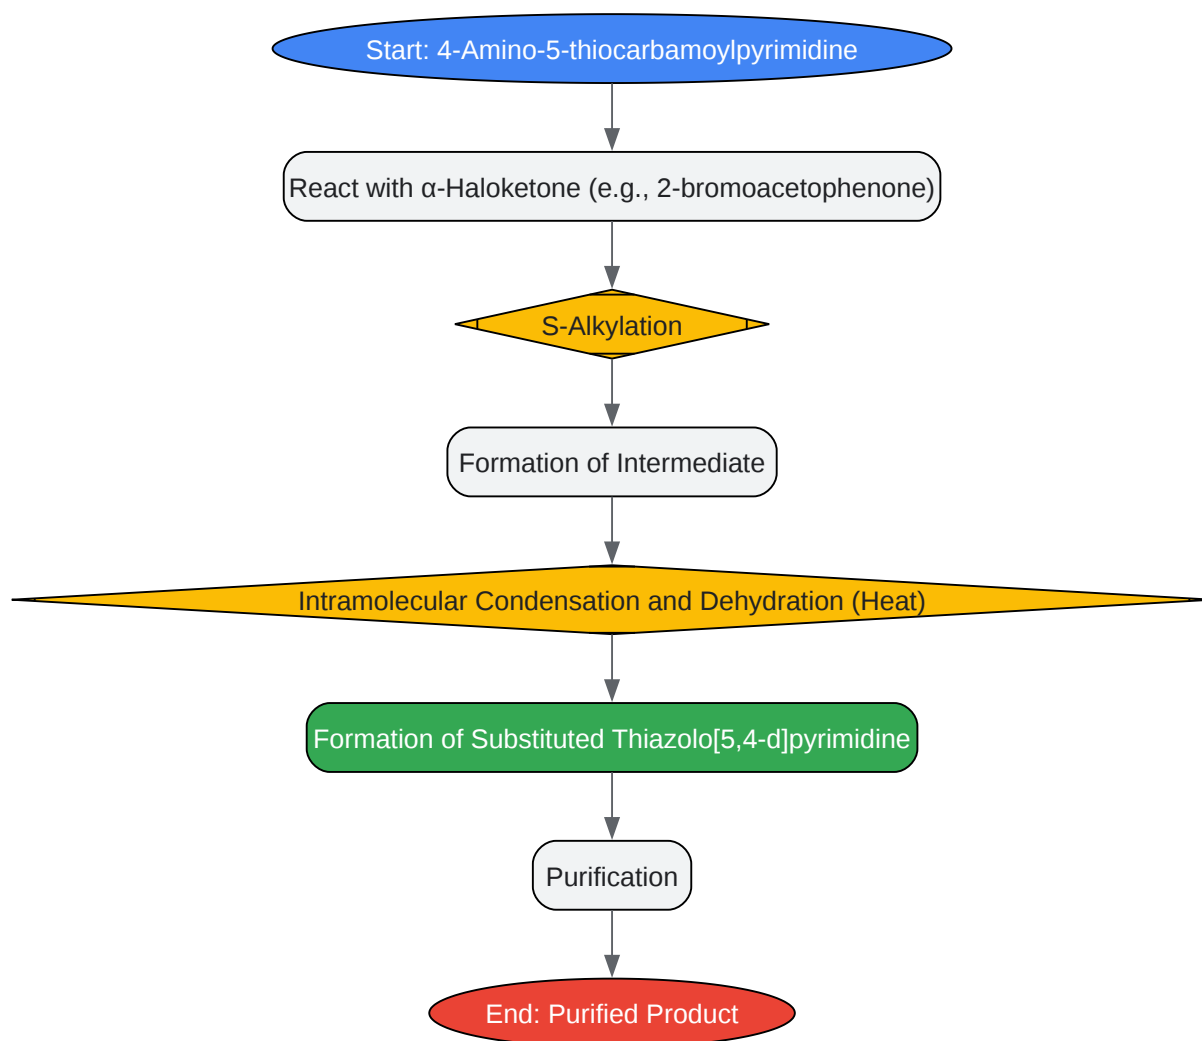 Start: 4-Amino-5-thiocarbamoylpyrimidine
React with α-Haloketone (e.g., 2-bromoacetophenone)
S-Alkylation
Formation of Intermediate
Intramolecular Condensation and Dehydration (Heat)
Formation of Substituted Thiazolo[5,4-d]pyrimidine
Purification
End: Purified Product